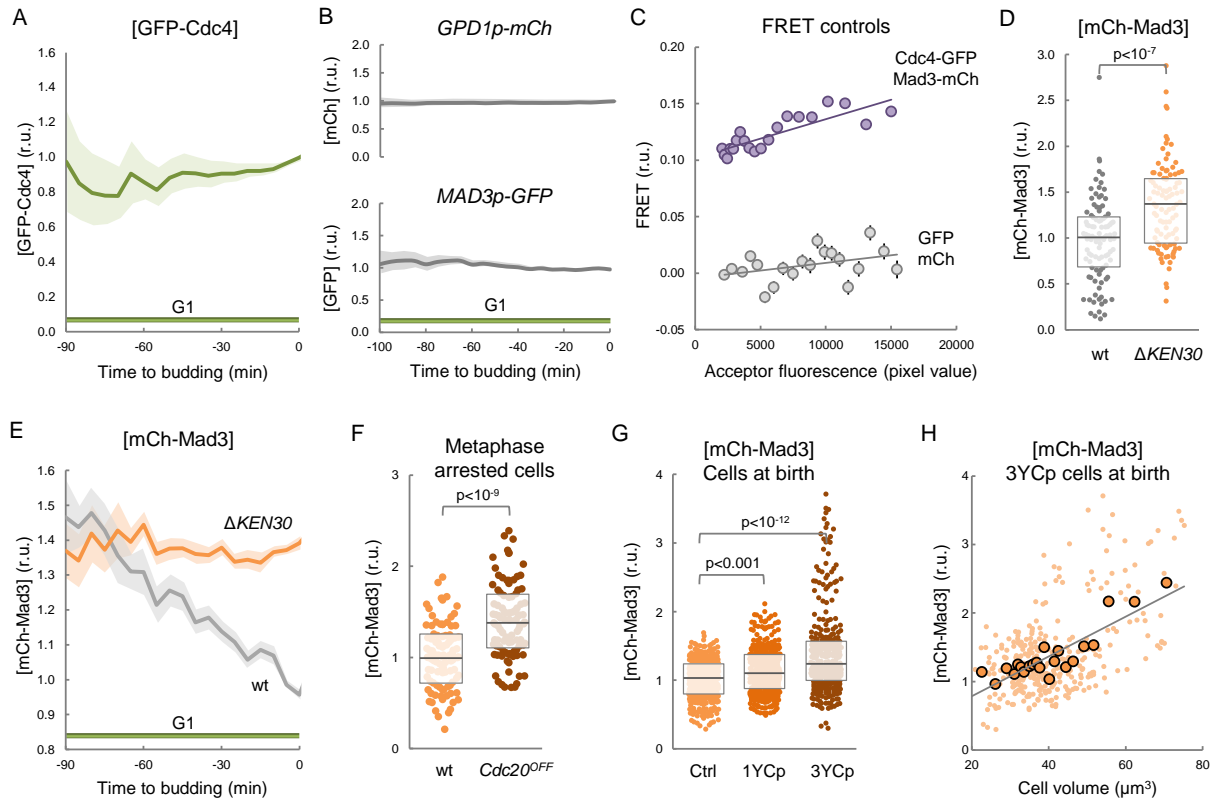 A
[GFP-Cdc4]
[GFP-Cdc4] (r.u.)
1.6
1.4
1.2
1.0
0.8
0.6
0.4
0.2
0.0
G1
-90
-60
-30
0
Time to budding (min)
B
GPD1p-mCh
[mCh] (r.u.)
2.0
1.5
1.0
0.5
0.0
MAD3p-GFP
[GFP] (r.u.)
2.0
1.5
1.0
0.5
0.0
G1
-100
-80
-60
-40
-20
0
Time to budding (min)
C
FRET controls
Cdc4-GFP
Mad3-mCh
FRET (r.u.)
0.20
0.15
0.10
0.05
0.00
-0.05
GFP
mCh
0
5000
10000
15000
20000
Acceptor fluorescence (pixel value)
D
[mCh-Mad3]
p<10-7
[mCh-Mad3] (r.u.)
3.0
2.5
2.0
1.5
1.0
0.5
0.0
wt
ΔKEN30
E
[mCh-Mad3]
[mCh-Mad3] (r.u.)
1.6
1.5
1.4
1.3
1.2
1.1
1.0
0.9
0.8
ΔKEN30
wt
G1
-90
-60
-30
0
Time to budding (min)
F
Metaphase
arrested cells
p<10-9
[mCh-Mad3] (r.u.)
3
2
1
0
wt
Cdc20OFF
G
[mCh-Mad3]
Cells at birth
p<10-12
p<0.001
[mCh-Mad3] (r.u.)
4
3
2
1
0
Ctrl
1YCp
3YCp
H
[mCh-Mad3]
3YCp cells at birth
[mCh-Mad3] (r.u.)
4
3
2
1
0
20
40
60
80
Cell volume (µm3)